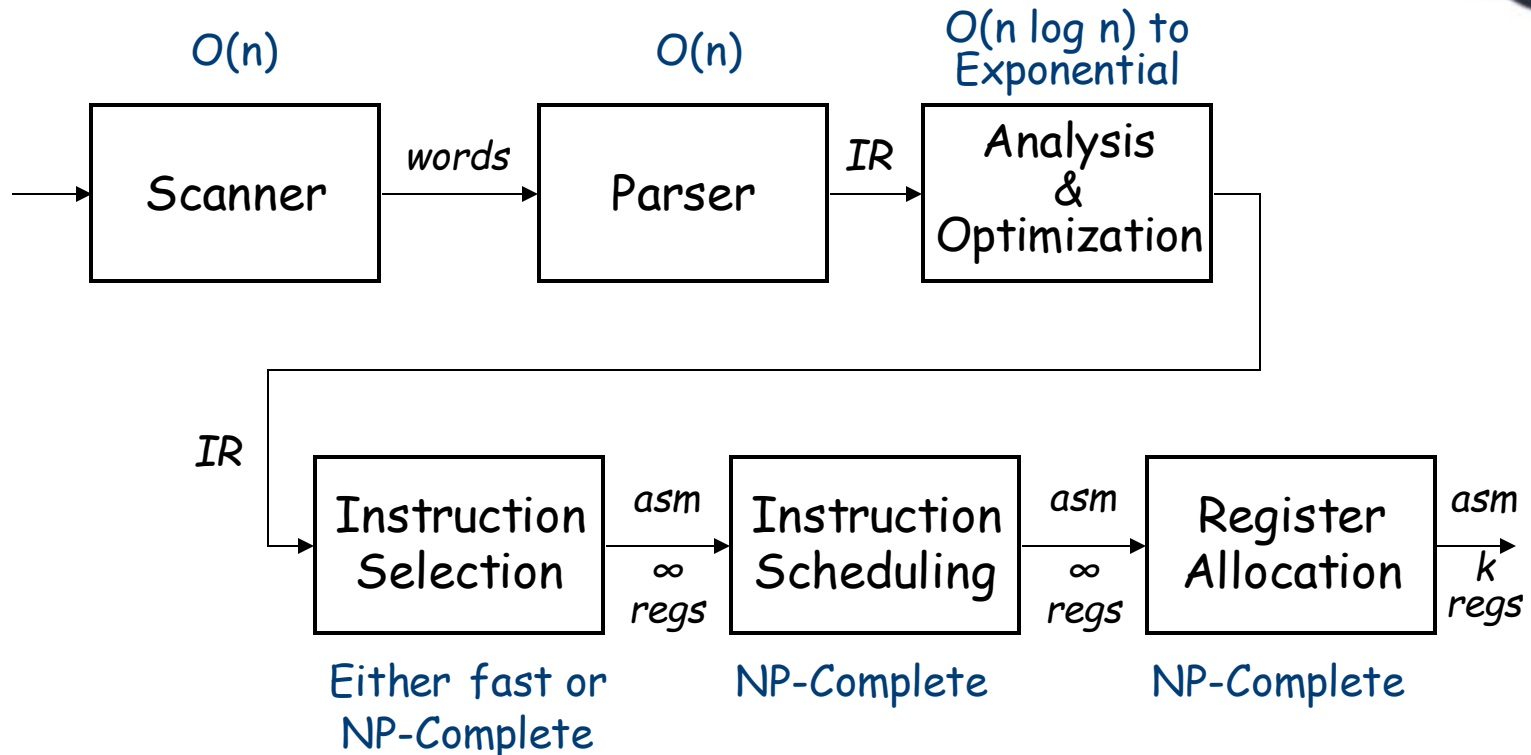 O(n)
O(n)
O(n log n) to
Exponential
Scanner
words
Parser
IR
Analysis
&
Optimization
IR
Instruction
Selection
asm
∞
regs
Instruction
Scheduling
asm
∞
regs
Register
Allocation
asm
k
regs
Either fast or
NP-Complete
NP-Complete
NP-Complete